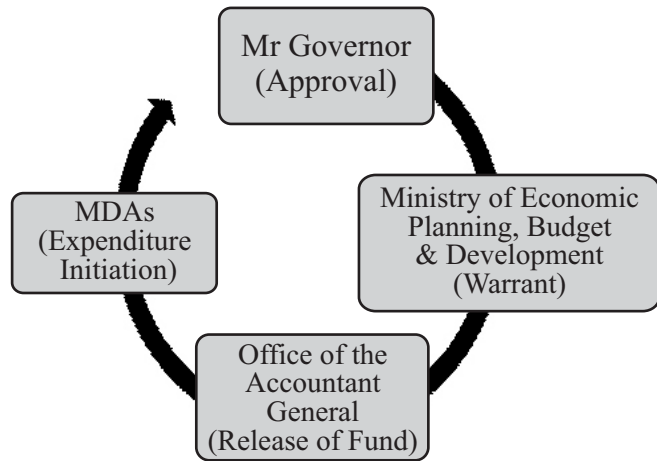 Mr Governor
(Approval)
Ministry of Economic
Planning, Budget
& Development
(Warrant)
Office of the
Accountant
General
(Release of Fund)
MDAs
(Expenditure
Initiation)